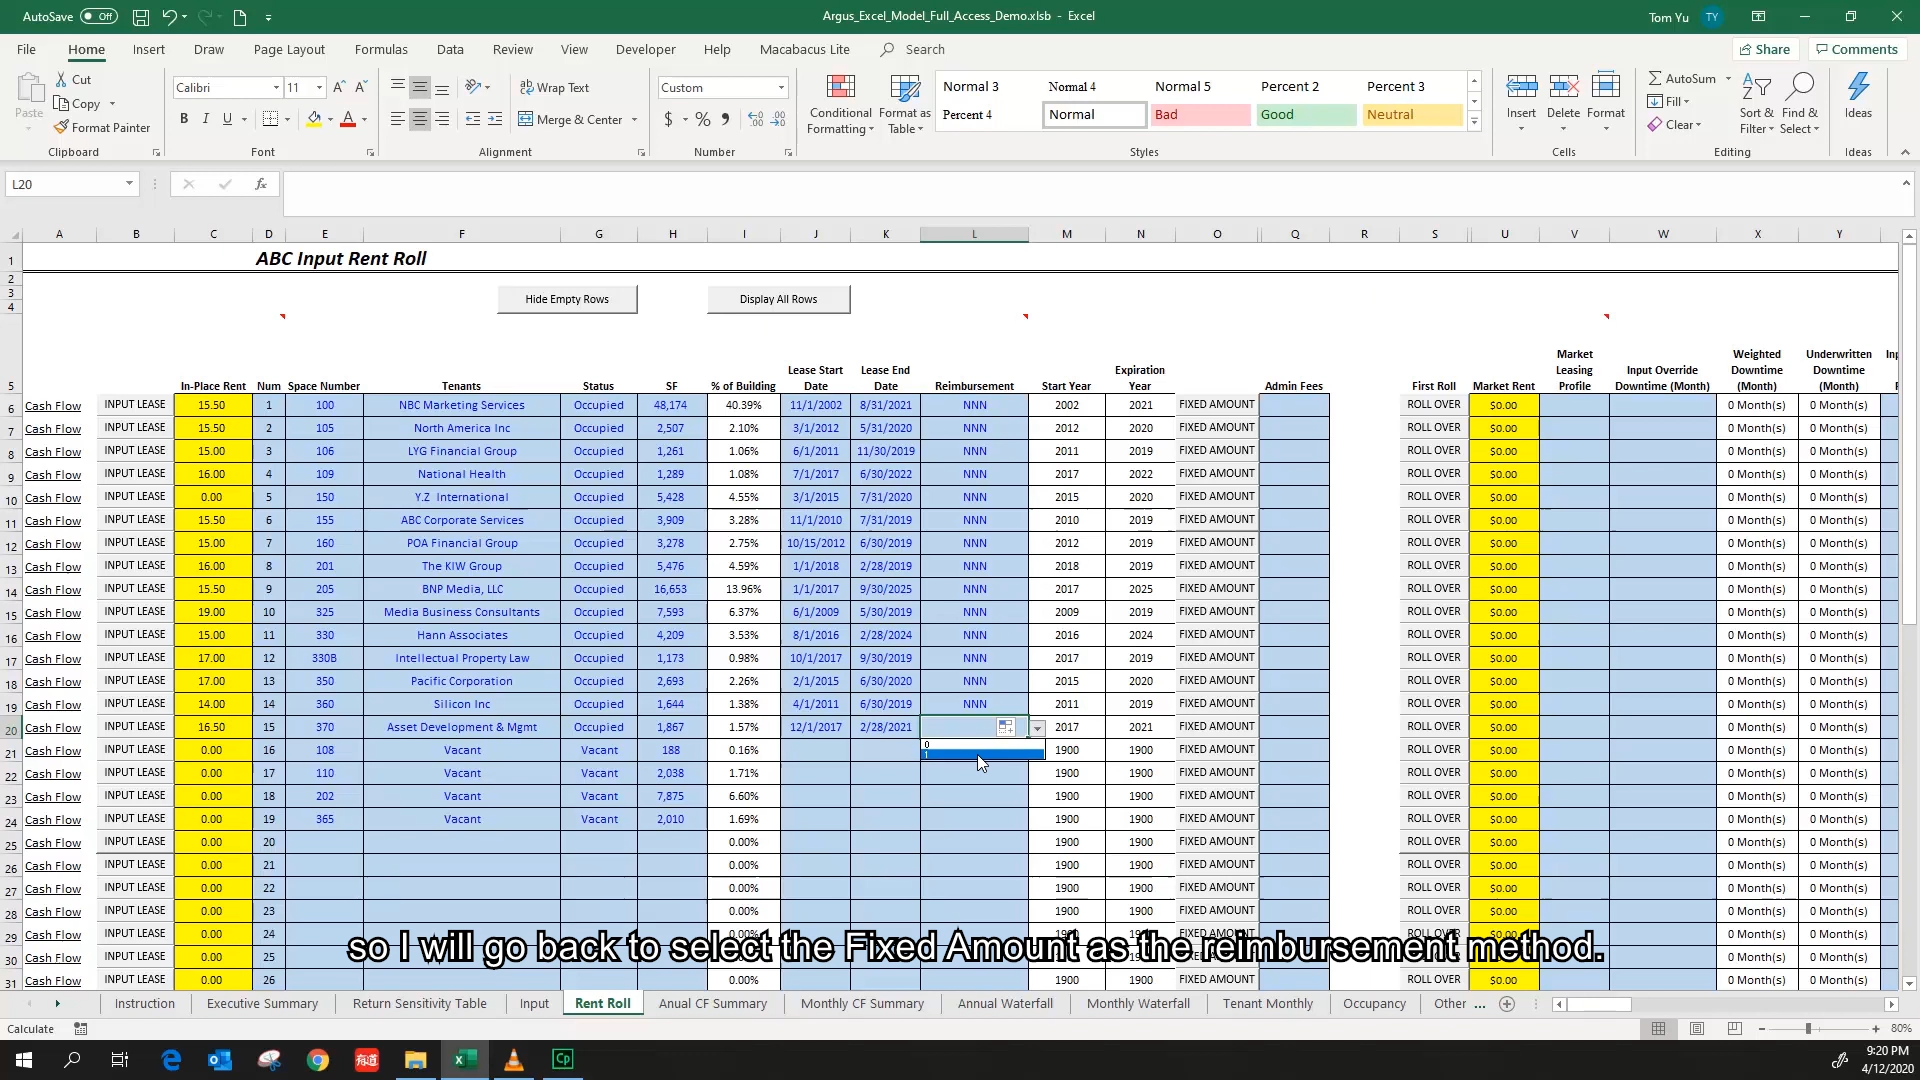 AutoSave Off Argus_Excel_Model_Full_Access_Demo.xlsb - Excel Tom Yu TY
File Home Insert Draw Page Layout Formulas Data Review View Developer Help Macabacus Lite Search Share Comments
Paste Cut Copy Format Painter Clipboard
Calibri 11 B I U Font
Wrap Text Merge & Center Alignment
Custom $ % Number
Conditional Formatting Format as Table
Normal 3 Normal 4 Normal 5 Percent 2 Percent 3
Percent 4 Normal Bad Good Neutral Styles
Insert Delete Format Cells
AutoSum Fill Clear Sort & Filter Find & Select Editing
Ideas Ideas
L20 fx
A B C D E F G H I J K L M N O Q R S U V W X Y
1 ABC Input Rent Roll
2
3 Hide Empty Rows Display All Rows
4
5 In-Place Rent Num Space Number Tenants Status SF % of Building Lease Start Date Lease End Date Reimbursement Start Year Expiration Year Admin Fees First Roll Market Rent Market Leasing Profile Input Override Downtime (Month) Weighted Downtime (Month) Underwritten Downtime (Month)
6 Cash Flow INPUT LEASE 15.50 1 100 NBC Marketing Services Occupied 48,174 40.39% 11/1/2002 8/31/2021 NNN 2002 2021 FIXED AMOUNT ROLL OVER $0.00 0 Month(s) 0 Month(s)
7 Cash Flow INPUT LEASE 15.50 2 105 North America Inc Occupied 2,507 2.10% 3/1/2012 5/31/2020 NNN 2012 2020 FIXED AMOUNT ROLL OVER $0.00 0 Month(s) 0 Month(s)
8 Cash Flow INPUT LEASE 15.00 3 106 LYG Financial Group Occupied 1,261 1.06% 6/1/2011 11/30/2019 NNN 2011 2019 FIXED AMOUNT ROLL OVER $0.00 0 Month(s) 0 Month(s)
9 Cash Flow INPUT LEASE 16.00 4 109 National Health Occupied 1,289 1.08% 7/1/2017 6/30/2022 NNN 2017 2022 FIXED AMOUNT ROLL OVER $0.00 0 Month(s) 0 Month(s)
10 Cash Flow INPUT LEASE 0.00 5 150 Y.Z International Occupied 5,428 4.55% 3/1/2015 7/31/2020 NNN 2015 2020 FIXED AMOUNT ROLL OVER $0.00 0 Month(s) 0 Month(s)
11 Cash Flow INPUT LEASE 15.50 6 155 ABC Corporate Services Occupied 3,909 3.28% 11/1/2010 7/31/2019 NNN 2010 2019 FIXED AMOUNT ROLL OVER $0.00 0 Month(s) 0 Month(s)
12 Cash Flow INPUT LEASE 15.00 7 160 POA Financial Group Occupied 3,278 2.75% 10/15/2012 6/30/2019 NNN 2012 2019 FIXED AMOUNT ROLL OVER $0.00 0 Month(s) 0 Month(s)
13 Cash Flow INPUT LEASE 16.00 8 201 The KIW Group Occupied 5,476 4.59% 1/1/2018 2/28/2019 NNN 2018 2019 FIXED AMOUNT ROLL OVER $0.00 0 Month(s) 0 Month(s)
14 Cash Flow INPUT LEASE 15.50 9 205 BNP Media, LLC Occupied 16,653 13.96% 1/1/2017 9/30/2025 NNN 2017 2025 FIXED AMOUNT ROLL OVER $0.00 0 Month(s) 0 Month(s)
15 Cash Flow INPUT LEASE 19.00 10 325 Media Business Consultants Occupied 7,593 6.37% 6/1/2009 5/30/2019 NNN 2009 2019 FIXED AMOUNT ROLL OVER $0.00 0 Month(s) 0 Month(s)
16 Cash Flow INPUT LEASE 15.00 11 330 Hann Associates Occupied 4,209 3.53% 8/1/2016 2/28/2024 NNN 2016 2024 FIXED AMOUNT ROLL OVER $0.00 0 Month(s) 0 Month(s)
17 Cash Flow INPUT LEASE 17.00 12 330B Intellectual Property Law Occupied 1,173 0.98% 10/1/2017 9/30/2019 NNN 2017 2019 FIXED AMOUNT ROLL OVER $0.00 0 Month(s) 0 Month(s)
18 Cash Flow INPUT LEASE 17.00 13 350 Pacific Corporation Occupied 2,693 2.26% 2/1/2015 6/30/2020 NNN 2015 2020 FIXED AMOUNT ROLL OVER $0.00 0 Month(s) 0 Month(s)
19 Cash Flow INPUT LEASE 14.00 14 360 Silicon Inc Occupied 1,644 1.38% 4/1/2011 6/30/2019 NNN 2011 2019 FIXED AMOUNT ROLL OVER $0.00 0 Month(s) 0 Month(s)
20 Cash Flow INPUT LEASE 16.50 15 370 Asset Development & Mgmt Occupied 1,867 1.57% 12/1/2017 2/28/2021 2017 2021 FIXED AMOUNT ROLL OVER $0.00 0 Month(s) 0 Month(s)
21 Cash Flow INPUT LEASE 0.00 16 108 Vacant Vacant 188 0.16% 0 1 1900 1900 FIXED AMOUNT ROLL OVER $0.00 0 Month(s) 0 Month(s)
22 Cash Flow INPUT LEASE 0.00 17 110 Vacant Vacant 2,038 1.71% 1900 1900 FIXED AMOUNT ROLL OVER $0.00 0 Month(s) 0 Month(s)
23 Cash Flow INPUT LEASE 0.00 18 202 Vacant Vacant 7,875 6.60% 1900 1900 FIXED AMOUNT ROLL OVER $0.00 0 Month(s) 0 Month(s)
24 Cash Flow INPUT LEASE 0.00 19 365 Vacant Vacant 2,010 1.69% 1900 1900 FIXED AMOUNT ROLL OVER $0.00 0 Month(s) 0 Month(s)
25 Cash Flow INPUT LEASE 0.00 20 0.00% 1900 1900 FIXED AMOUNT ROLL OVER $0.00 0 Month(s) 0 Month(s)
26 Cash Flow INPUT LEASE 0.00 21 0.00% 1900 1900 FIXED AMOUNT ROLL OVER $0.00 0 Month(s) 0 Month(s)
27 Cash Flow INPUT LEASE 0.00 22 0.00% 1900 1900 FIXED AMOUNT ROLL OVER $0.00 0 Month(s) 0 Month(s)
28 Cash Flow INPUT LEASE 0.00 23 0.00% 1900 1900 FIXED AMOUNT ROLL OVER $0.00 0 Month(s) 0 Month(s)
29 Cash Flow INPUT LEASE 0.00 24 0.00% 1900 1900 FIXED AMOUNT ROLL OVER $0.00 0 Month(s) 0 Month(s)
so I will go back to select the Fixed Amount as the reimbursement method.
30 Cash Flow INPUT LEASE 0.00 25 0.00% 1900 1900 FIXED AMOUNT ROLL OVER $0.00 0 Month(s) 0 Month(s)
31 Cash Flow INPUT LEASE 0.00 26 0.00% 1900 1900 FIXED AMOUNT ROLL OVER $0.00 0 Month(s) 0 Month(s)
Instruction Executive Summary Return Sensitivity Table Input Rent Roll Anual CF Summary Monthly CF Summary Annual Waterfall Monthly Waterfall Tenant Monthly Occupancy Other ...
Calculate 80%
有道 Cp 9:20 PM
4/12/2020